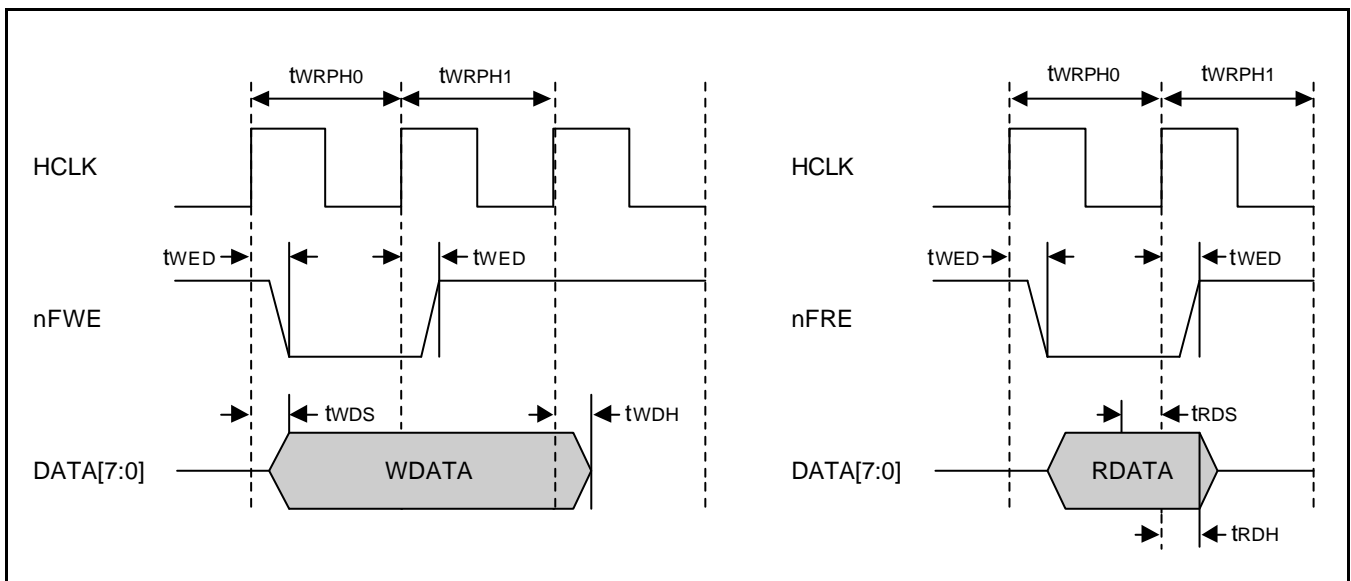 tWRPH0 tWRPH1 tWRPH0 tWRPH1
HCLK HCLK
tWED tWED tWED tWED
nFWE nFRE
tWDS tWDH tRDS
DATA[7:0] WDATA DATA[7:0] RDATA
tRDH